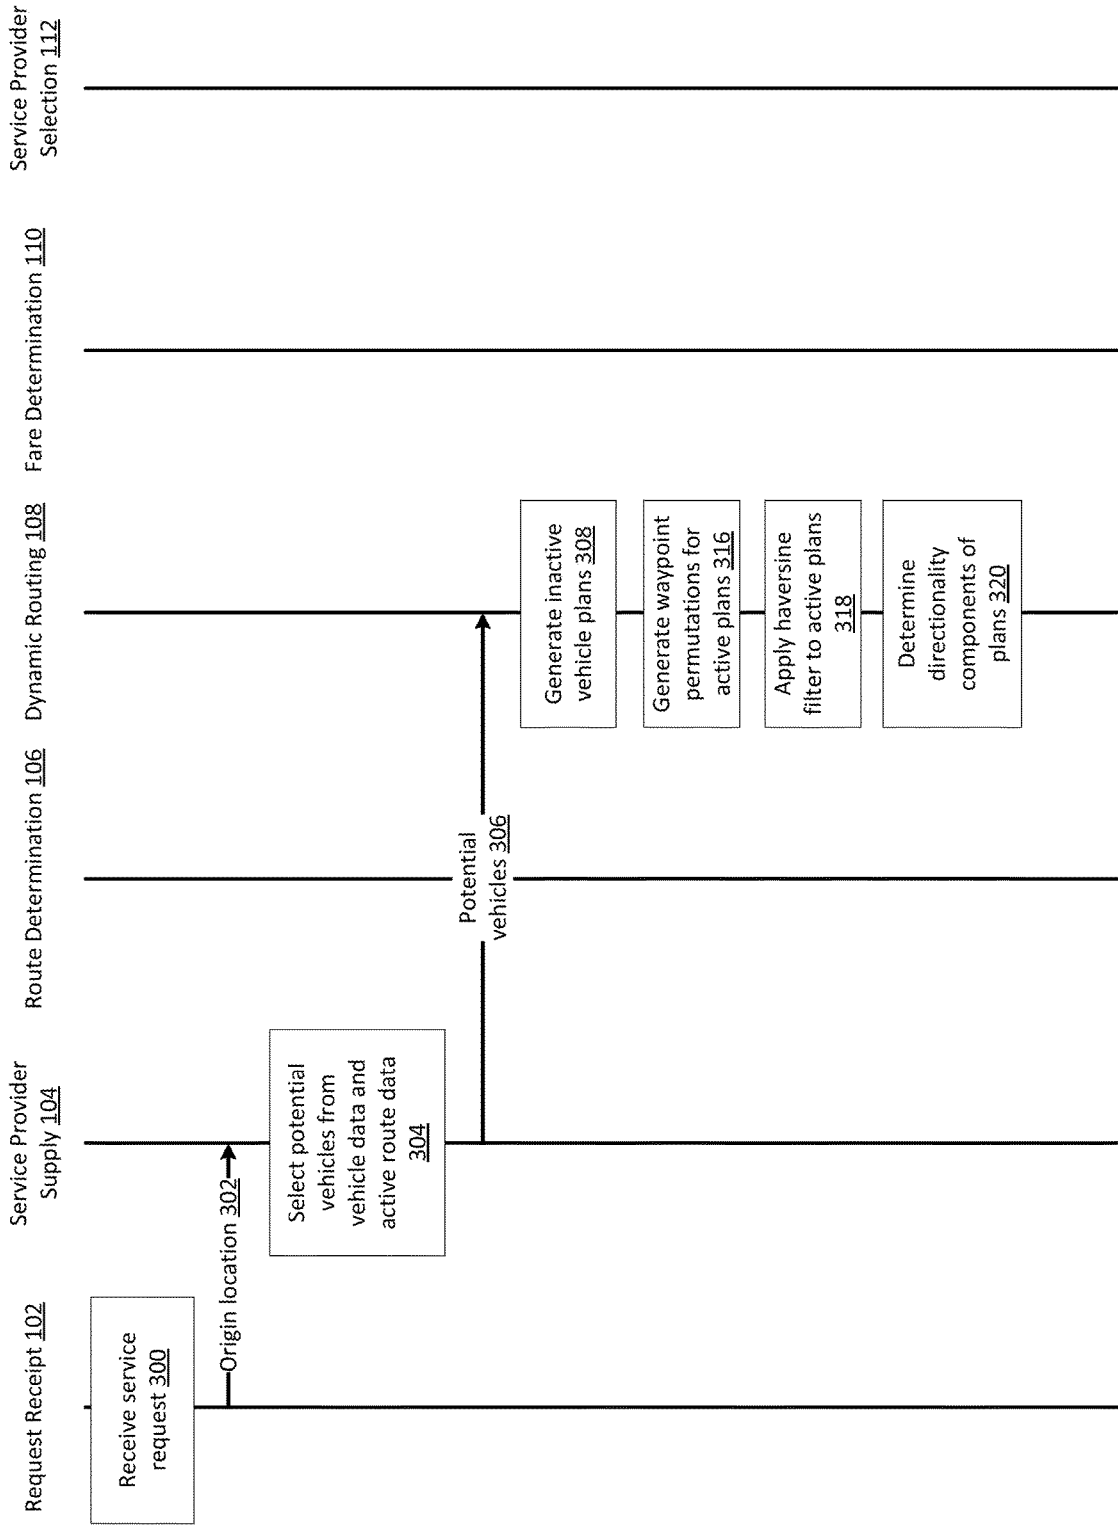 Request Receipt 102
Service Provider
Supply 104
Route Determination 106
Dynamic Routing 108
Fare Determination 110
Service Provider
Selection 112
Receive service
request 300
Origin location 302
Select potential
vehicles from
vehicle data and
active route data
304
Potential
vehicles 306
Generate inactive
vehicle plans 308
Generate waypoint
permutations for
active plans 316
Apply haversine
filter to active plans
318
Determine
directionality
components of
plans 320